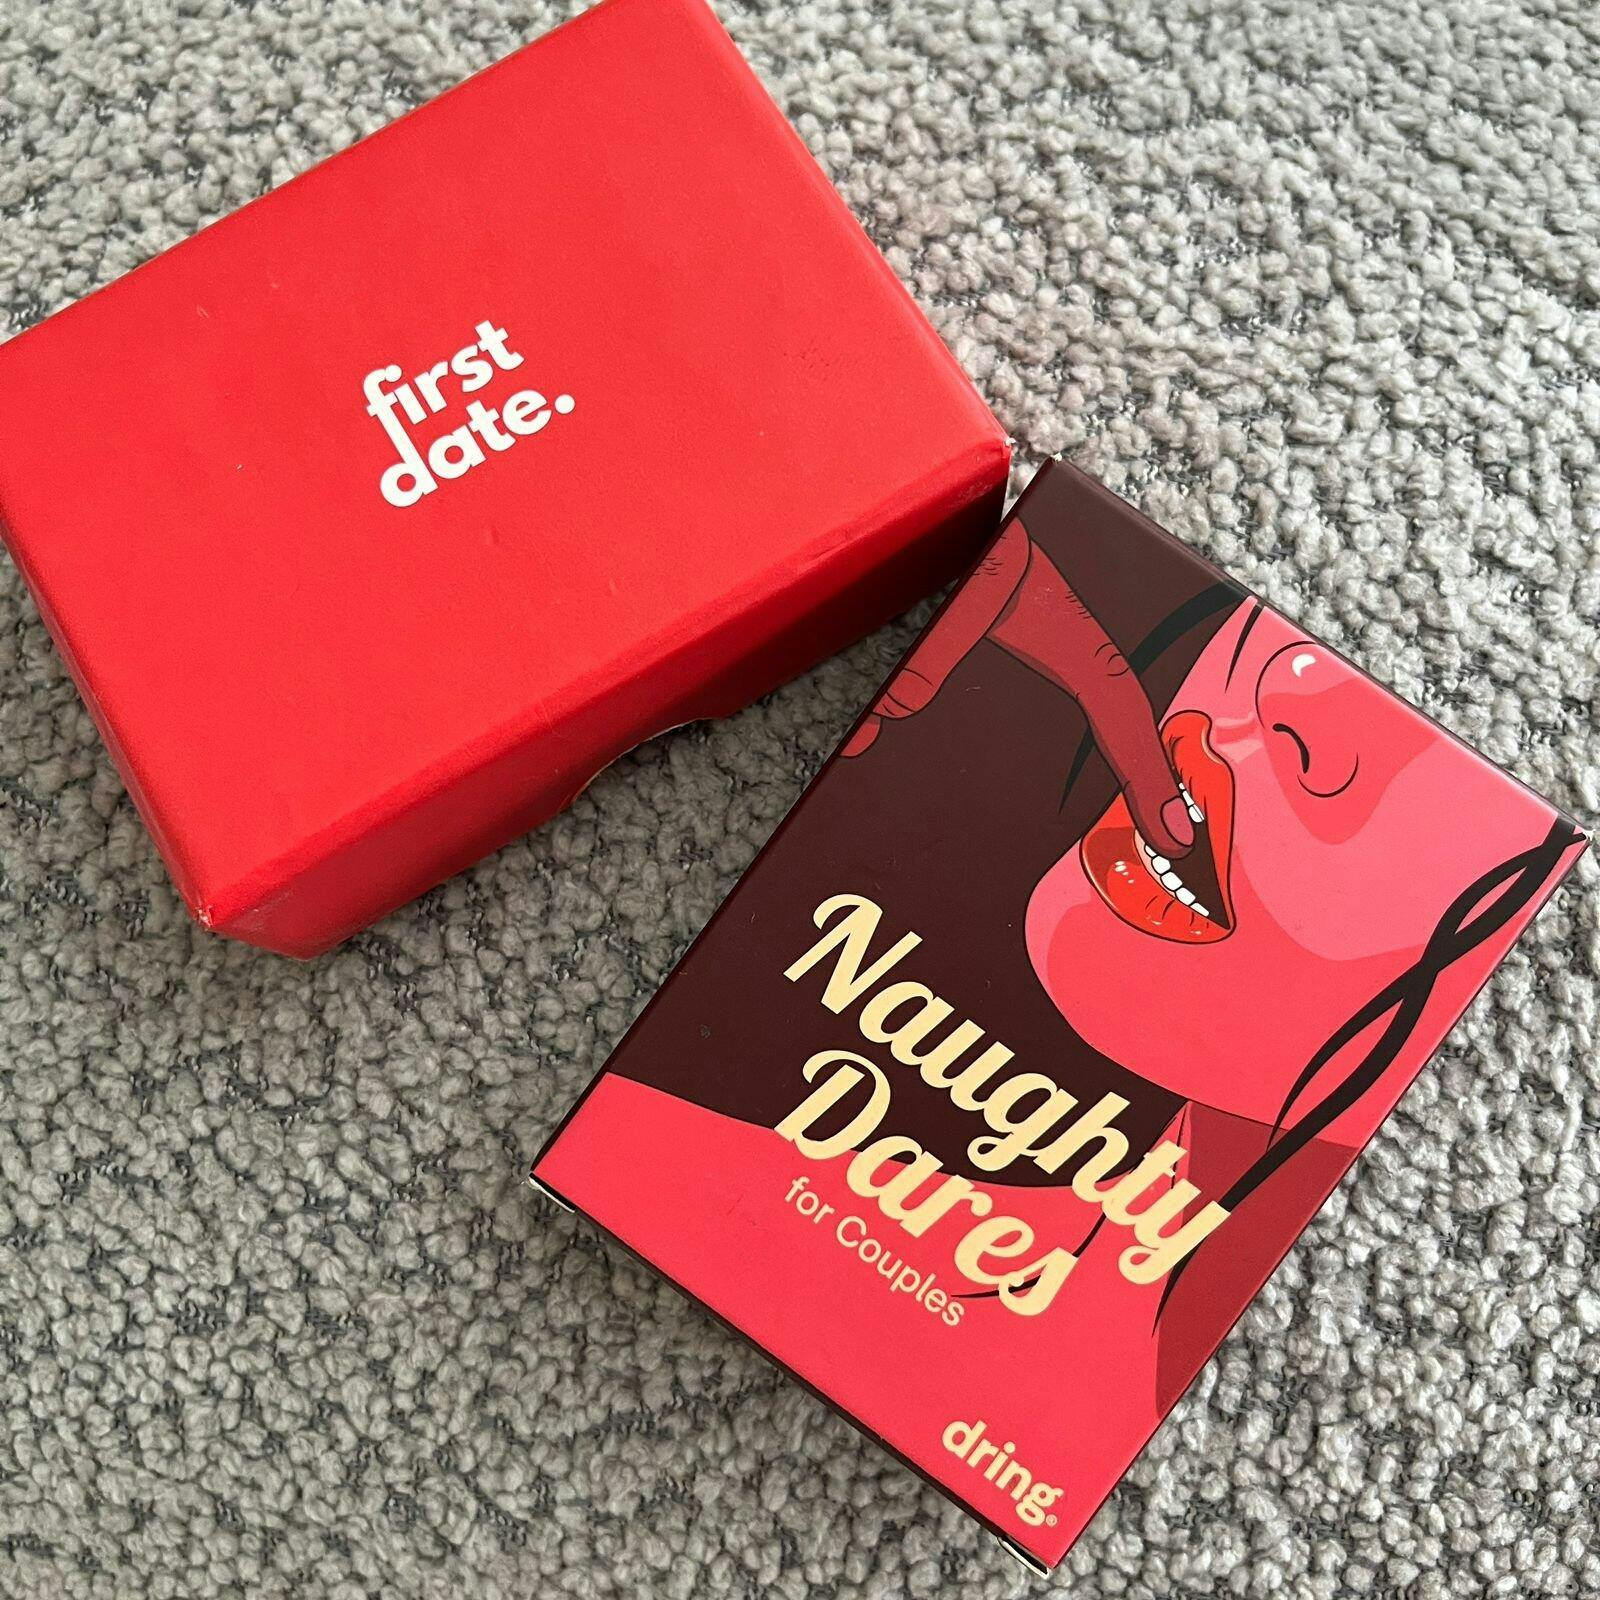 first
date.
Naughty
Dares
for Couples
dring®